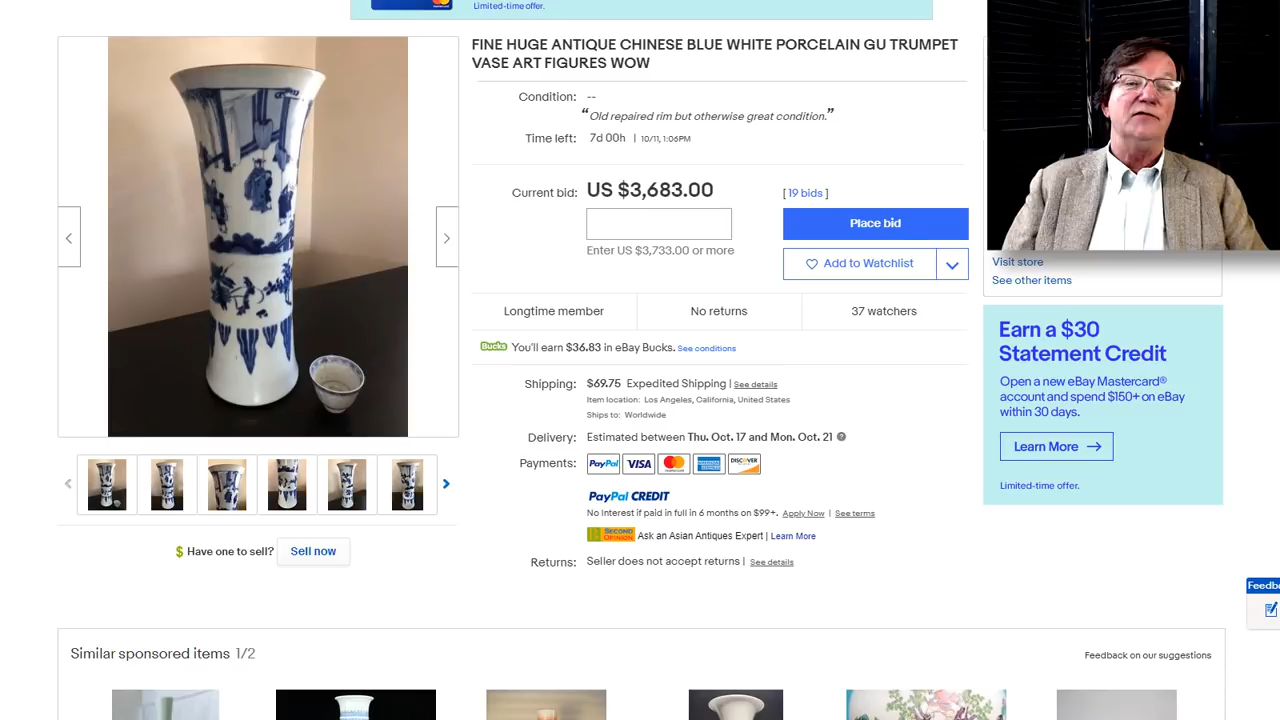 Limited-time offer.
FINE HUGE ANTIQUE CHINESE BLUE WHITE PORCELAIN GU TRUMPET
VASE ART FIGURES WOW
Condition: --
“Old repaired rim but otherwise great condition.”
Time left: 7d 00h | 10/11, 1:06PM
Current bid: US $3,683.00 [ 19 bids ]
Place bid
Enter US $3,733.00 or more
Add to Watchlist
Visit store
See other items
Longtime member No returns 37 watchers
Bucks You'll earn $36.83 in eBay Bucks. See conditions
Shipping: $69.75 Expedited Shipping | See details
Item location: Los Angeles, California, United States
Ships to: Worldwide
Delivery: Estimated between Thu. Oct. 17 and Mon. Oct. 21
Payments: PayPal VISA MasterCard AMERICAN EXPRESS DISCOVER
PayPal CREDIT
No Interest if paid in full in 6 months on $99+. Apply Now | See terms
SECOND OPINION Ask an Asian Antiques Expert | Learn More
Returns: Seller does not accept returns | See details
Earn a $30
Statement Credit
Open a new eBay Mastercard®
account and spend $150+ on eBay
within 30 days.
Learn More
Limited-time offer.
$ Have one to sell? Sell now
Feedb
Similar sponsored items 1/2
Feedback on our suggestions